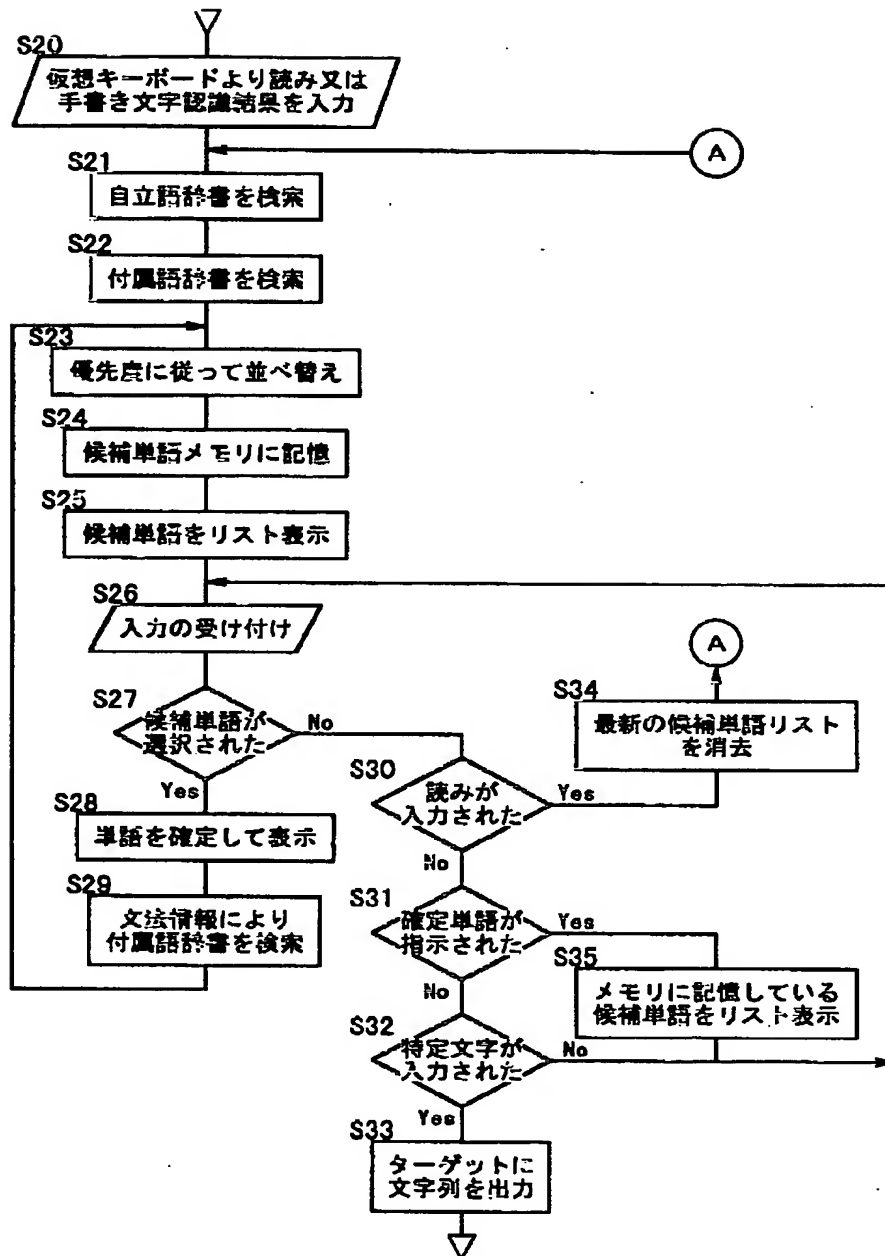 S20
仮想キーボードより読み又は
手書き文字認識結果を入力
A
S21
自立語辞書を検索
S22
付属語辞書を検索
S23
優先度に従って並べ替え
S24
候補単語メモリに記憶
S25
候補単語をリスト表示
S26
入力の受け付け
S27
候補単語が
選択された
No
Yes
S28
単語を確定して表示
S29
文法情報により
付属語辞書を検索
A
S34
最新の候補単語リスト
を消去
S30
読みが
入力された
Yes
No
S31
確定単語が
指示された
Yes
No
S35
メモリに記憶している
候補単語をリスト表示
S32
特定文字が
入力された
No
Yes
S33
ターゲットに
文字列を出力